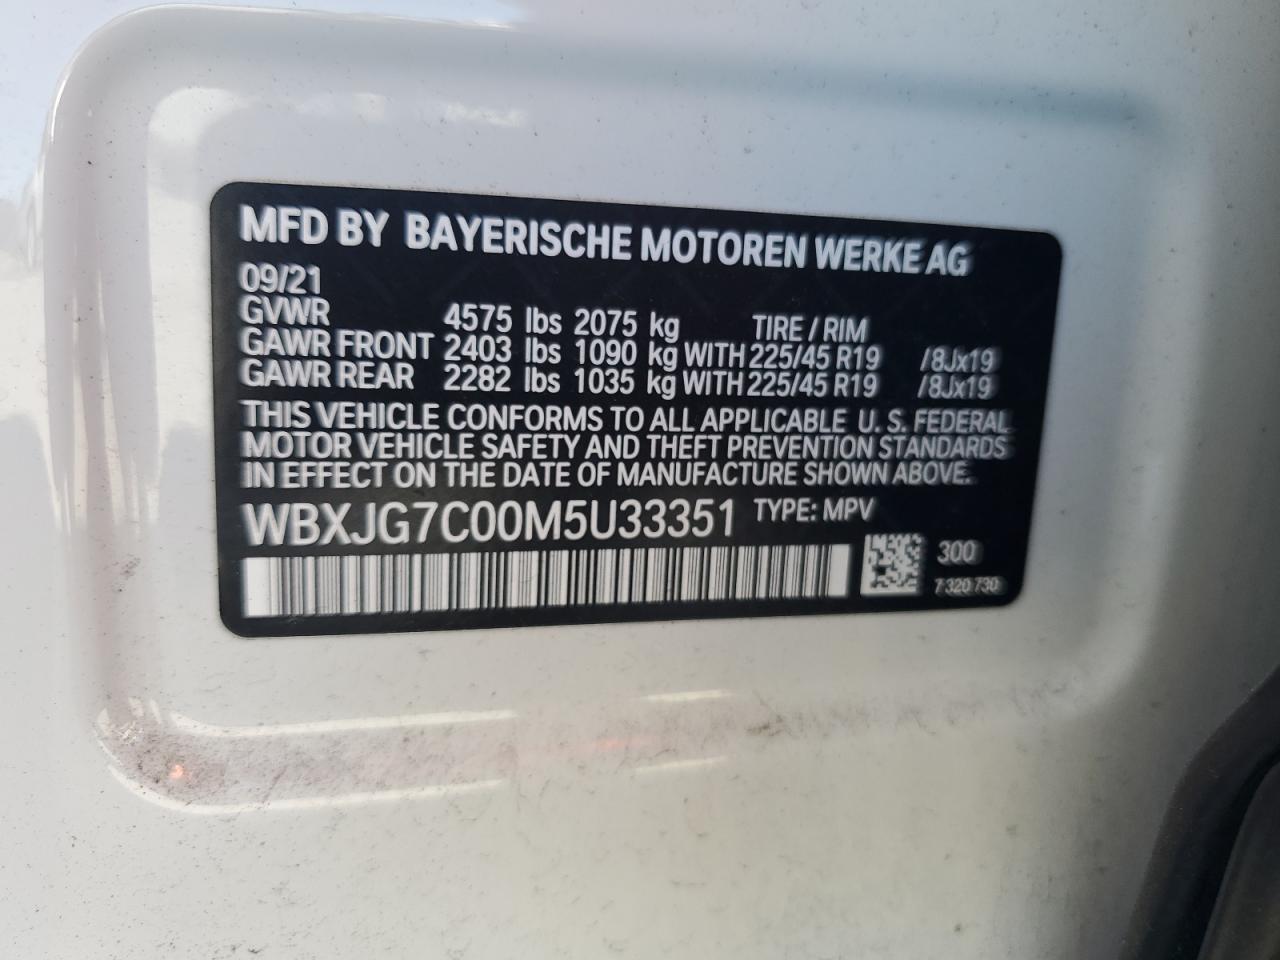 MFD BY BAYERISCHE MOTOREN WERKE AG
09/21
GVWR 4575 lbs 2075 kg TIRE / RIM
GAWR FRONT 2403 lbs 1090 kg WITH 225/45 R19 /8Jx19
GAWR REAR 2282 lbs 1035 kg WITH 225/45 R19 /8Jx19
THIS VEHICLE CONFORMS TO ALL APPLICABLE U. S. FEDERAL
MOTOR VEHICLE SAFETY AND THEFT PREVENTION STANDARDS
IN EFFECT ON THE DATE OF MANUFACTURE SHOWN ABOVE.
WBXJG7C00M5U33351 TYPE: MPV
300
7 320 730